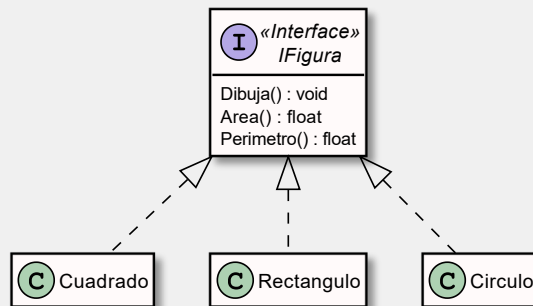 I «Interface»
IFigura
Dibuja() : void
Area() : float
Perimetro() : float
C Cuadrado
C Rectangulo
C Circulo